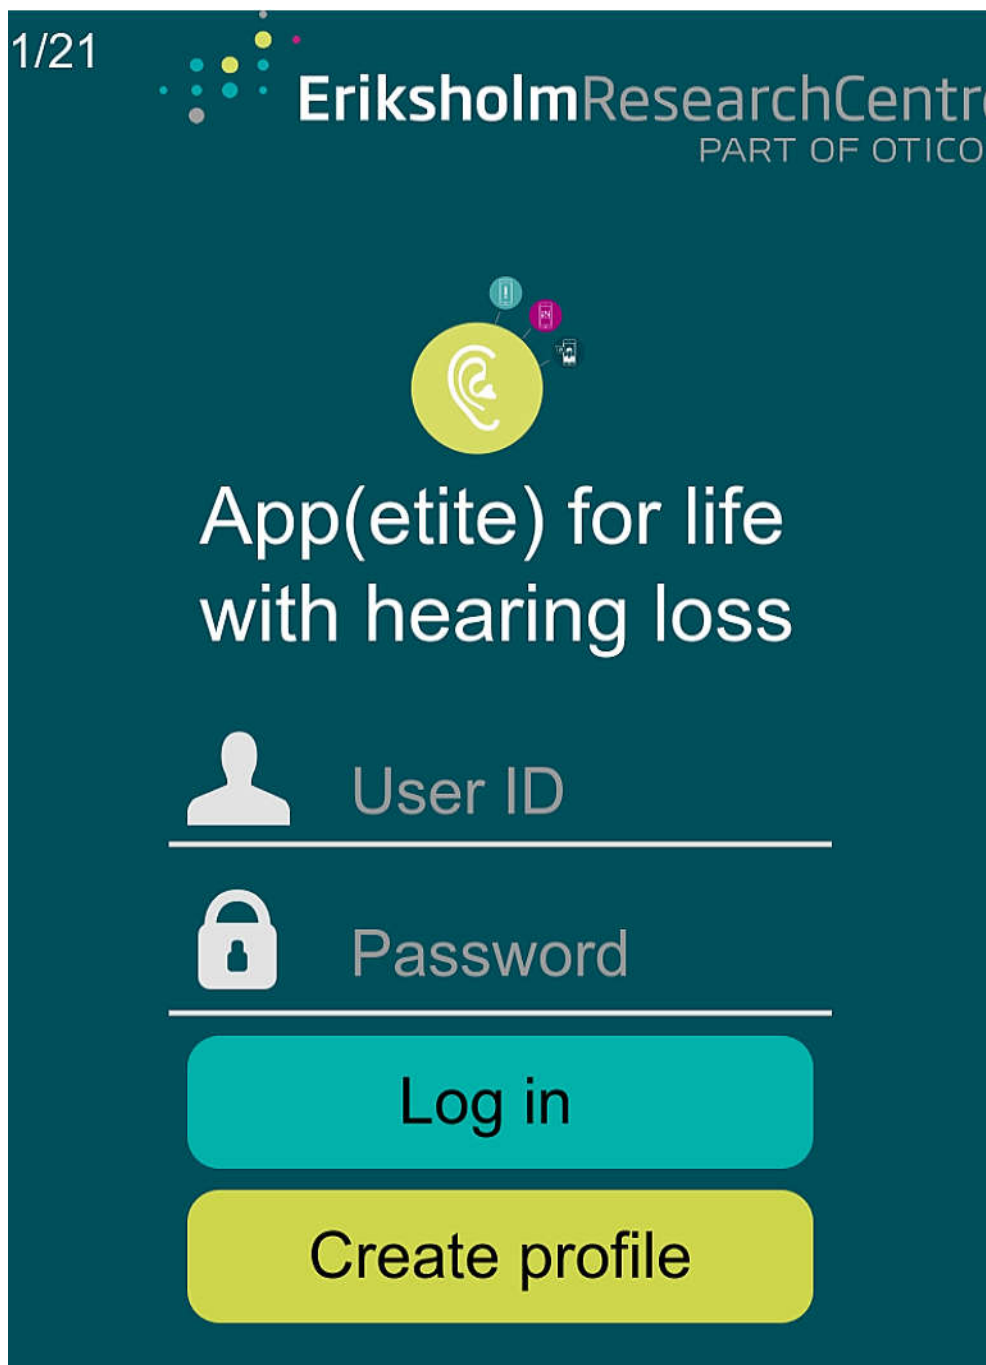 1/21
EriksholmResearchCentre
PART OF OTICO
App(etite) for life
with hearing loss
User ID
Password
Log in
Create profile